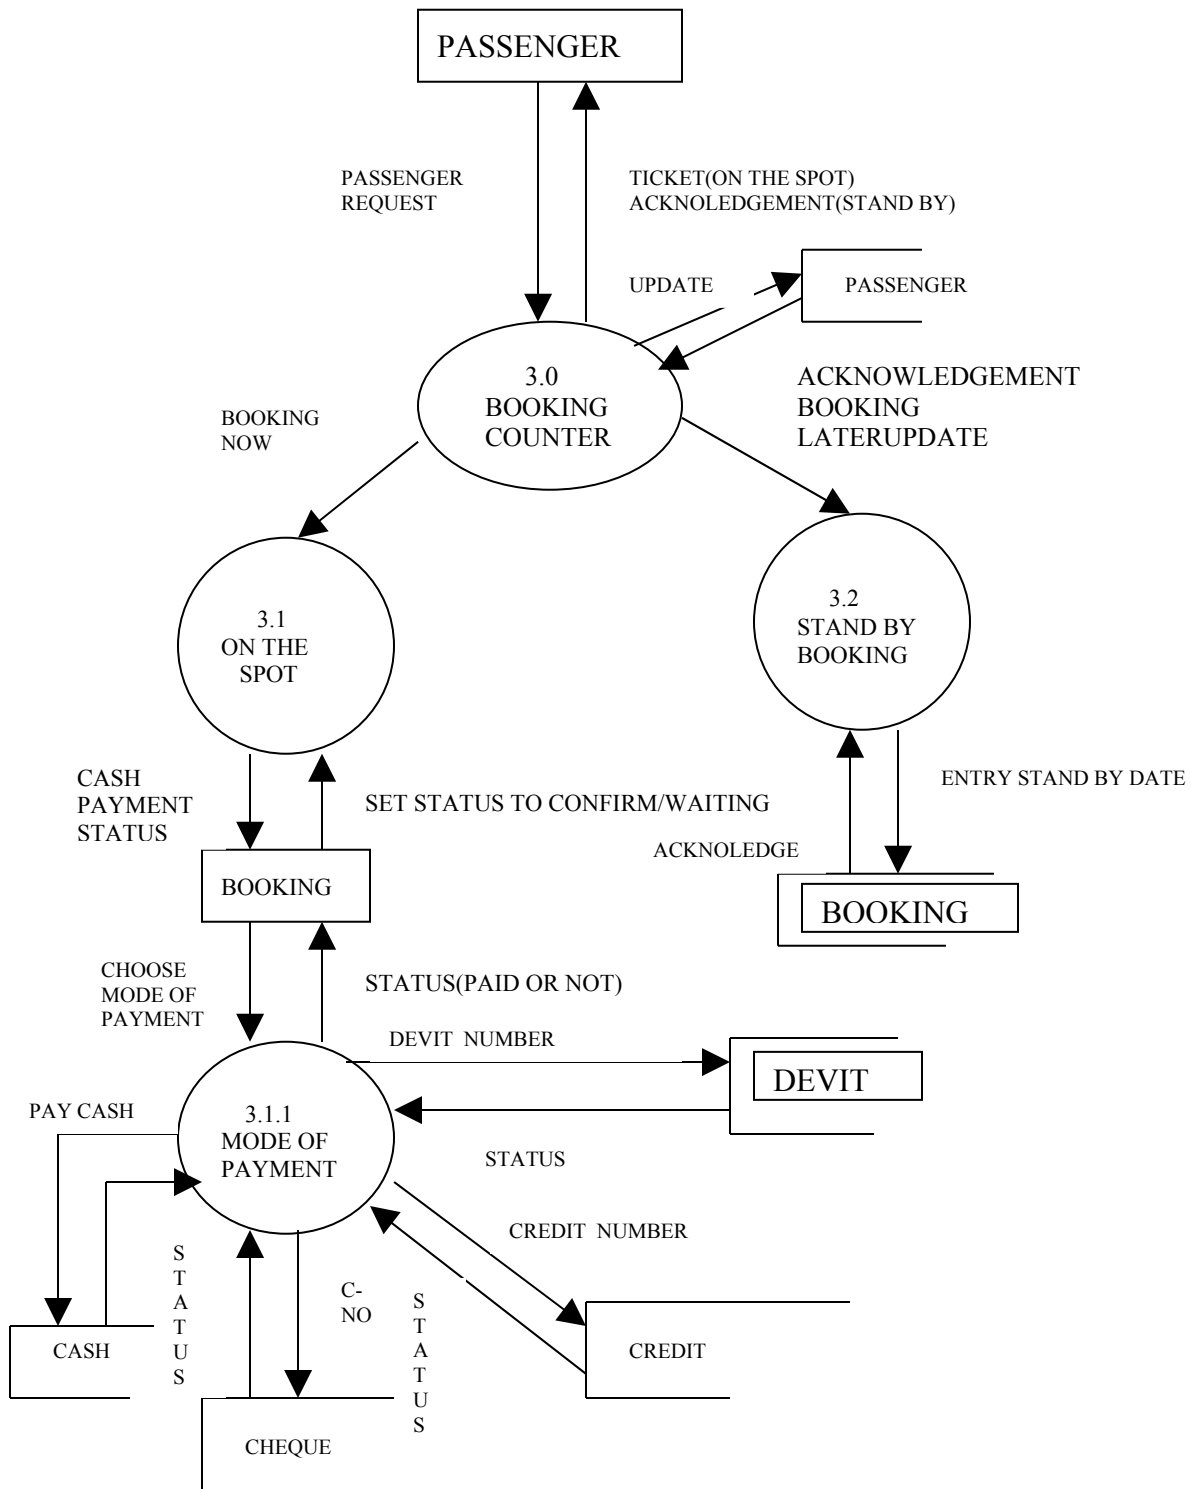 PASSENGER
PASSENGER
REQUEST
TICKET(ON THE SPOT)
ACKNOLEDGEMENT(STAND BY)
UPDATE
PASSENGER
3.0
BOOKING
COUNTER
ACKNOWLEDGEMENT
BOOKING
LATERUPDATE
BOOKING
NOW
3.1
ON THE
SPOT
3.2
STAND BY
BOOKING
CASH
PAYMENT
STATUS
SET STATUS TO CONFIRM/WAITING
ENTRY STAND BY DATE
ACKNOLEDGE
BOOKING
BOOKING
CHOOSE
MODE OF
PAYMENT
STATUS(PAID OR NOT)
DEVIT NUMBER
DEVIT
PAY CASH
3.1.1
MODE OF
PAYMENT
STATUS
CREDIT NUMBER
S
T
A
T
U
S
C-
NO
S
T
A
T
U
S
CASH
CREDIT
CHEQUE